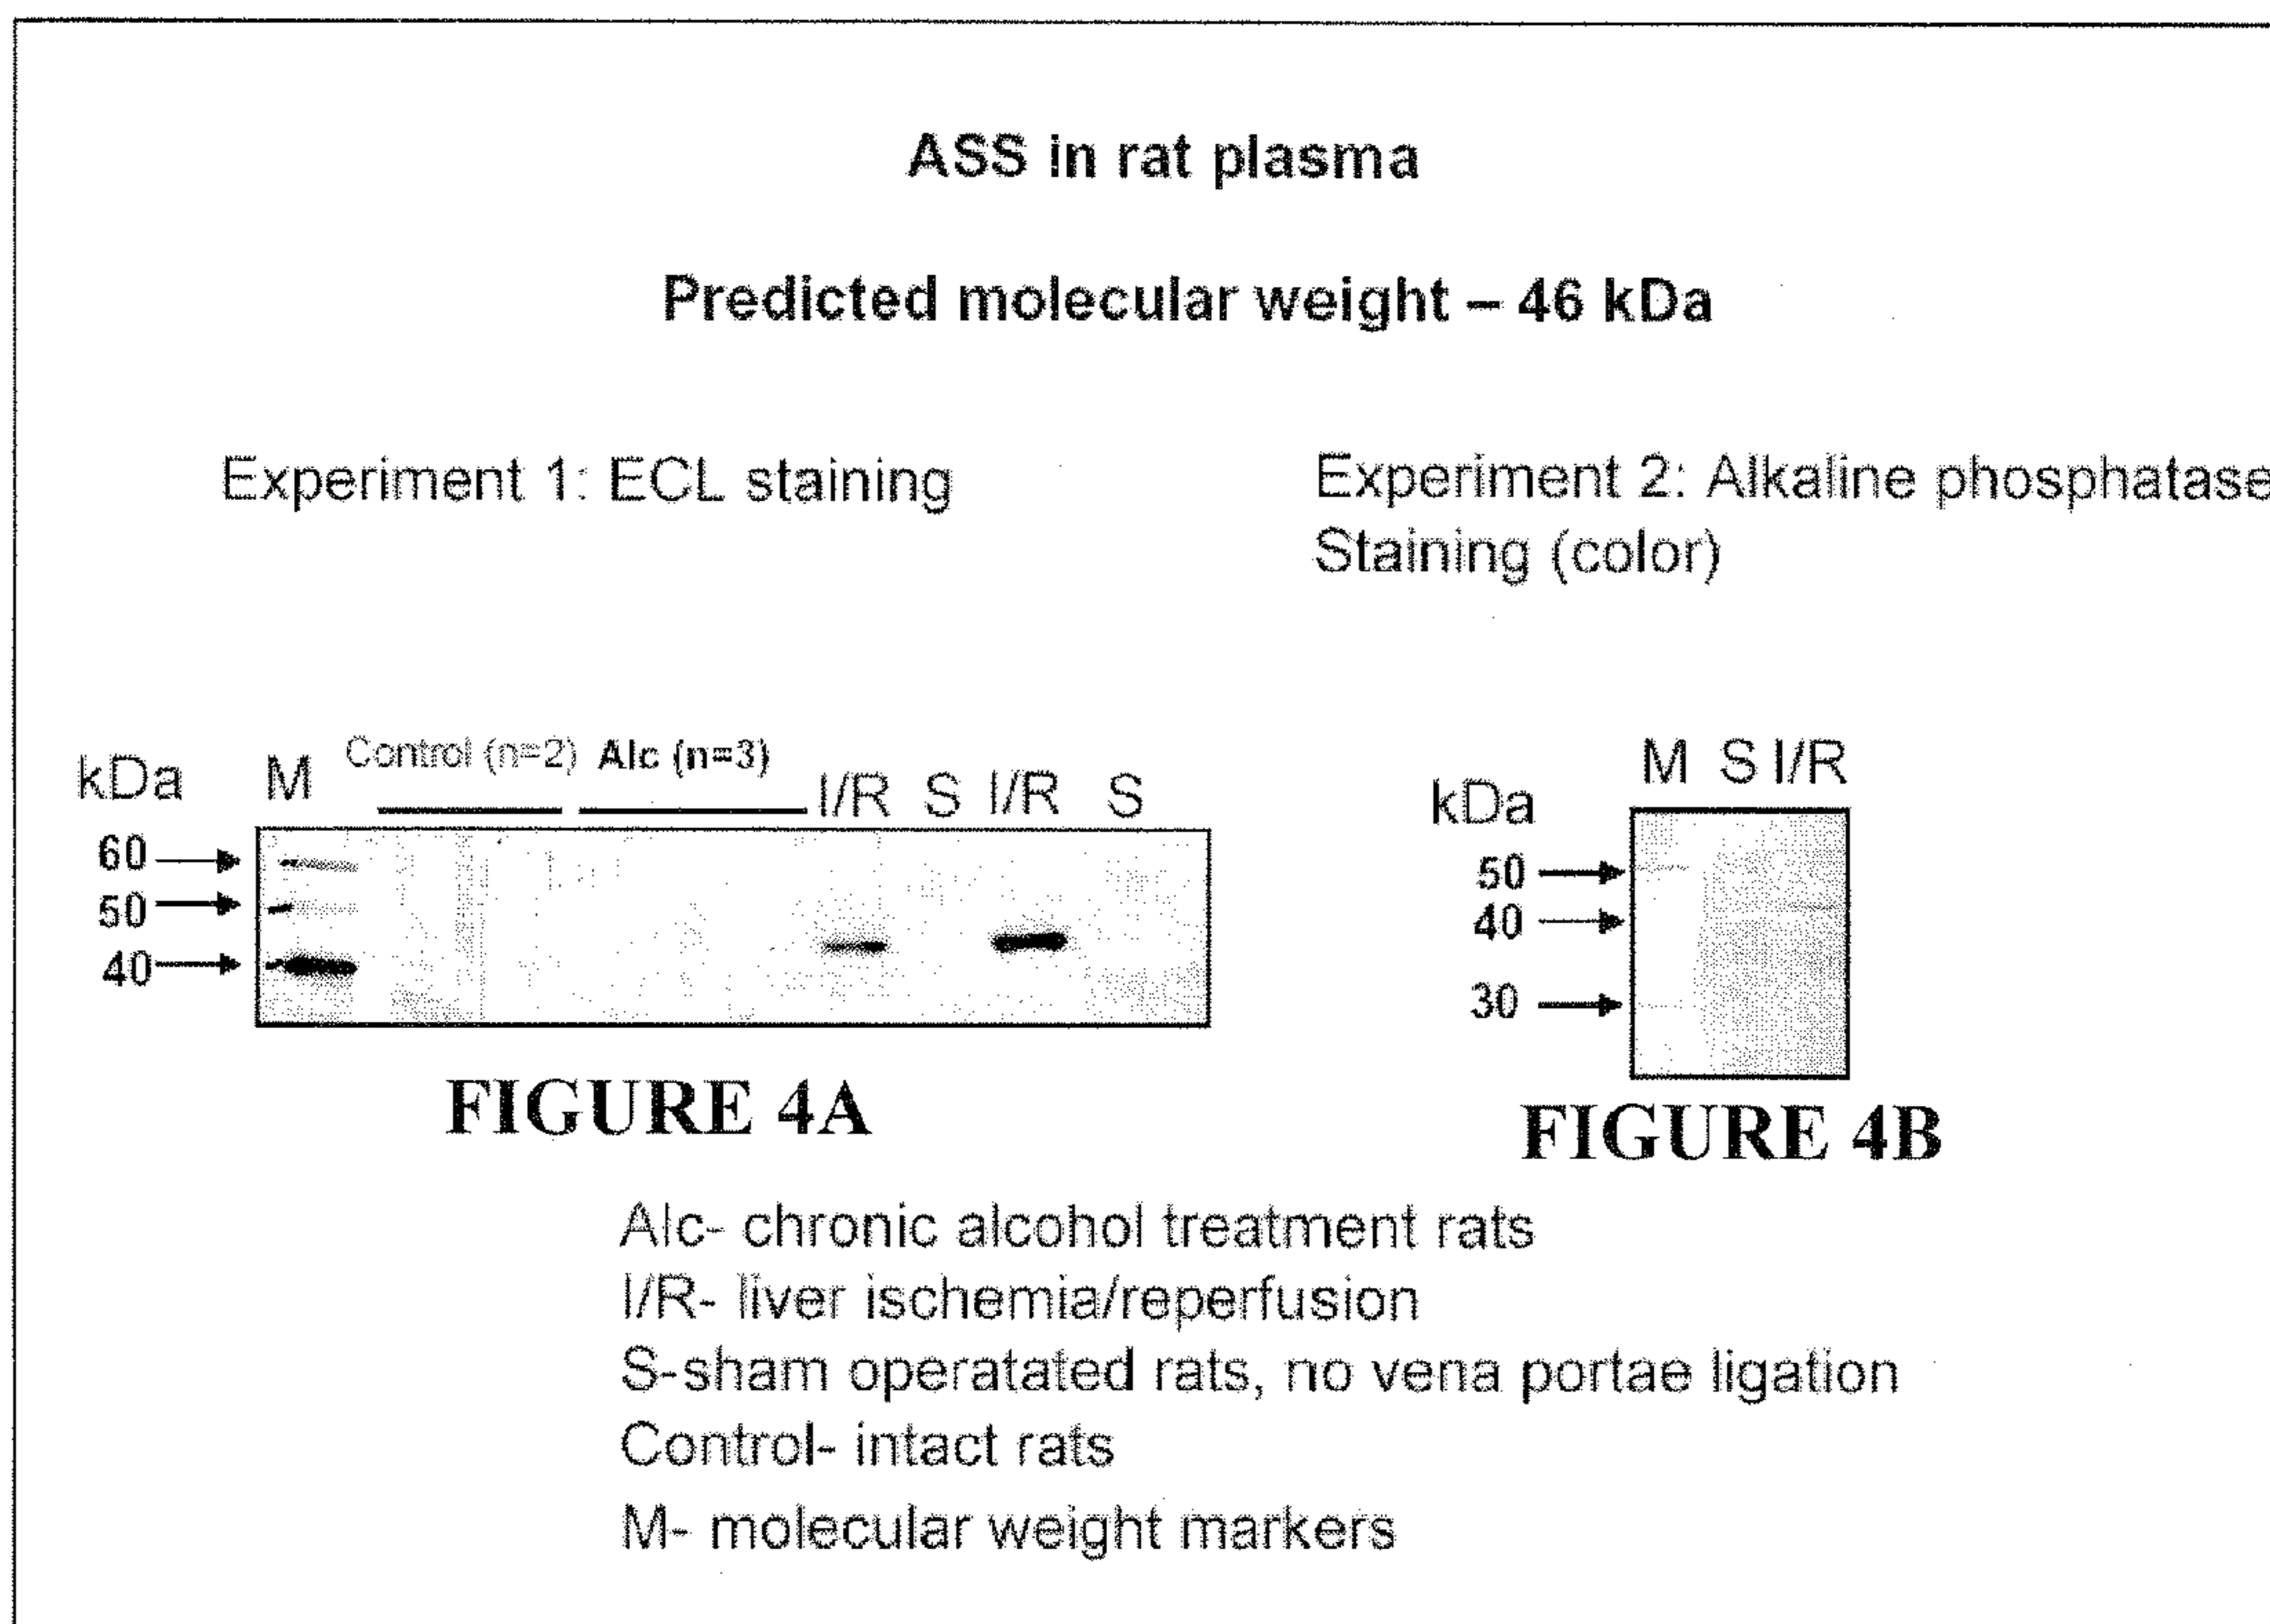 ASS in rat plasma
Predicted molecular weight – 46 kDa
Experiment 1: ECL staining
Experiment 2: Alkaline phosphatase
Staining (color)
kDa M Control (n=2) Alc (n=3) I/R S I/R S
60
50
40
FIGURE 4A
M S I/R
kDa
50
40
30
FIGURE 4B
Alc- chronic alcohol treatment rats
I/R- liver ischemia/reperfusion
S-sham operatated rats, no vena portae ligation
Control- intact rats
M- molecular weight markers